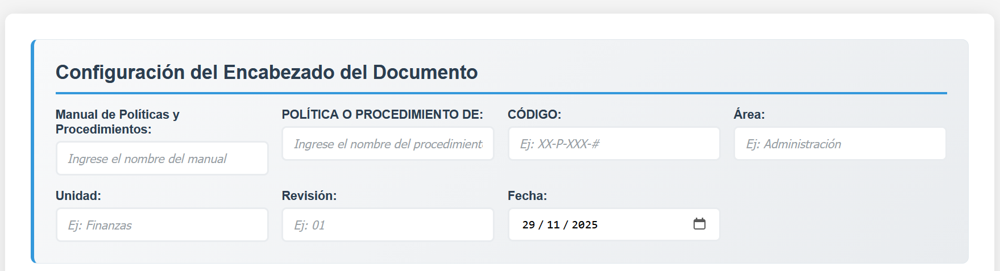 Configuración del Encabezado del Documento
Manual de Políticas y
Procedimientos:
Ingrese el nombre del manual
POLÍTICA O PROCEDIMIENTO DE:
Ingrese el nombre del procedimient
CÓDIGO:
Ej: XX-P-XXX-#
Área:
Ej: Administración
Unidad:
Ej: Finanzas
Revisión:
Ej: 01
Fecha:
29 / 11 / 2025